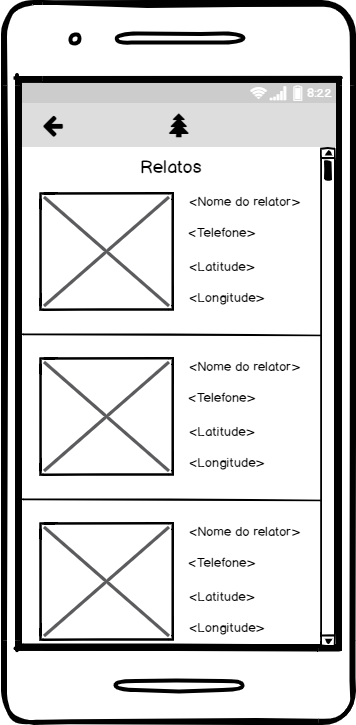 8:22
Relatos
<Nome do relator>
<Telefone>
<Latitude>
<Longitude>
<Nome do relator>
<Telefone>
<Latitude>
<Longitude>
<Nome do relator>
<Telefone>
<Latitude>
<Longitude>